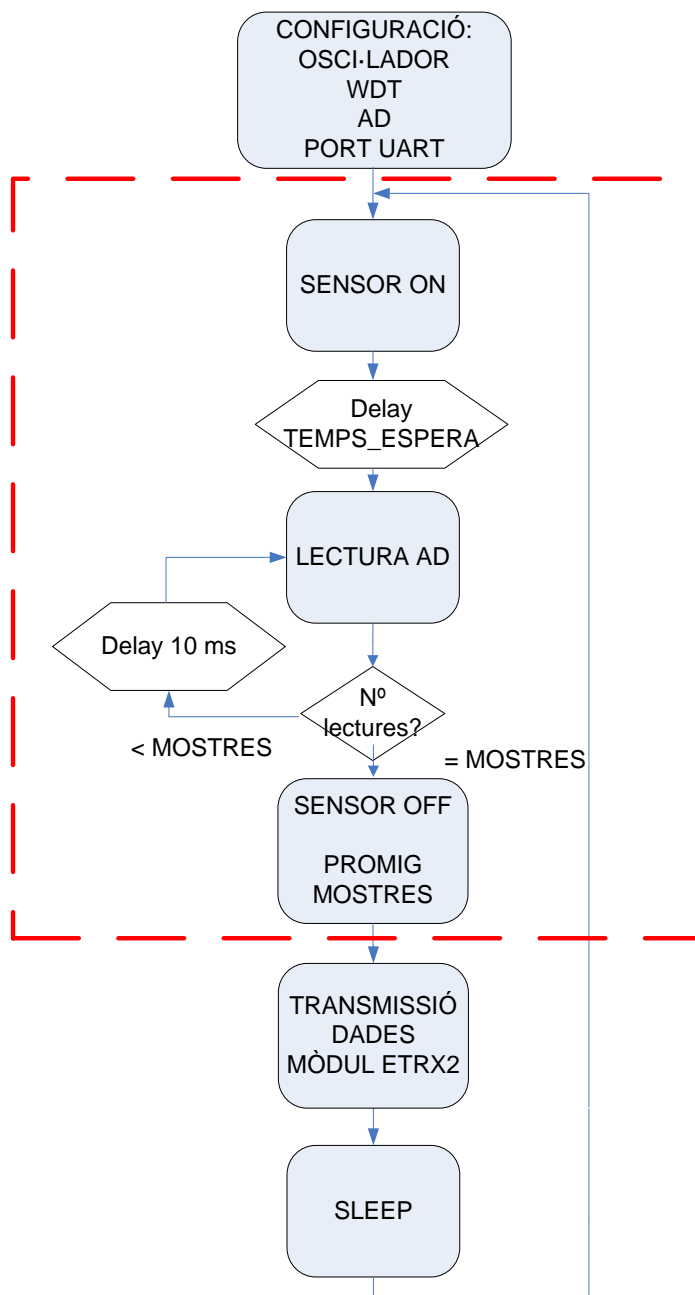 CONFIGURACIÓ:
OSCI·LADOR
WDT
AD
PORT UART
SENSOR ON
Delay
TEMPS_ESPERA
LECTURA AD
Delay 10 ms
Nº
lectures?
< MOSTRES
= MOSTRES
SENSOR OFF
PROMIG
MOSTRES
TRANSMISSIÓ
DADES
MÒDUL ETRX2
SLEEP